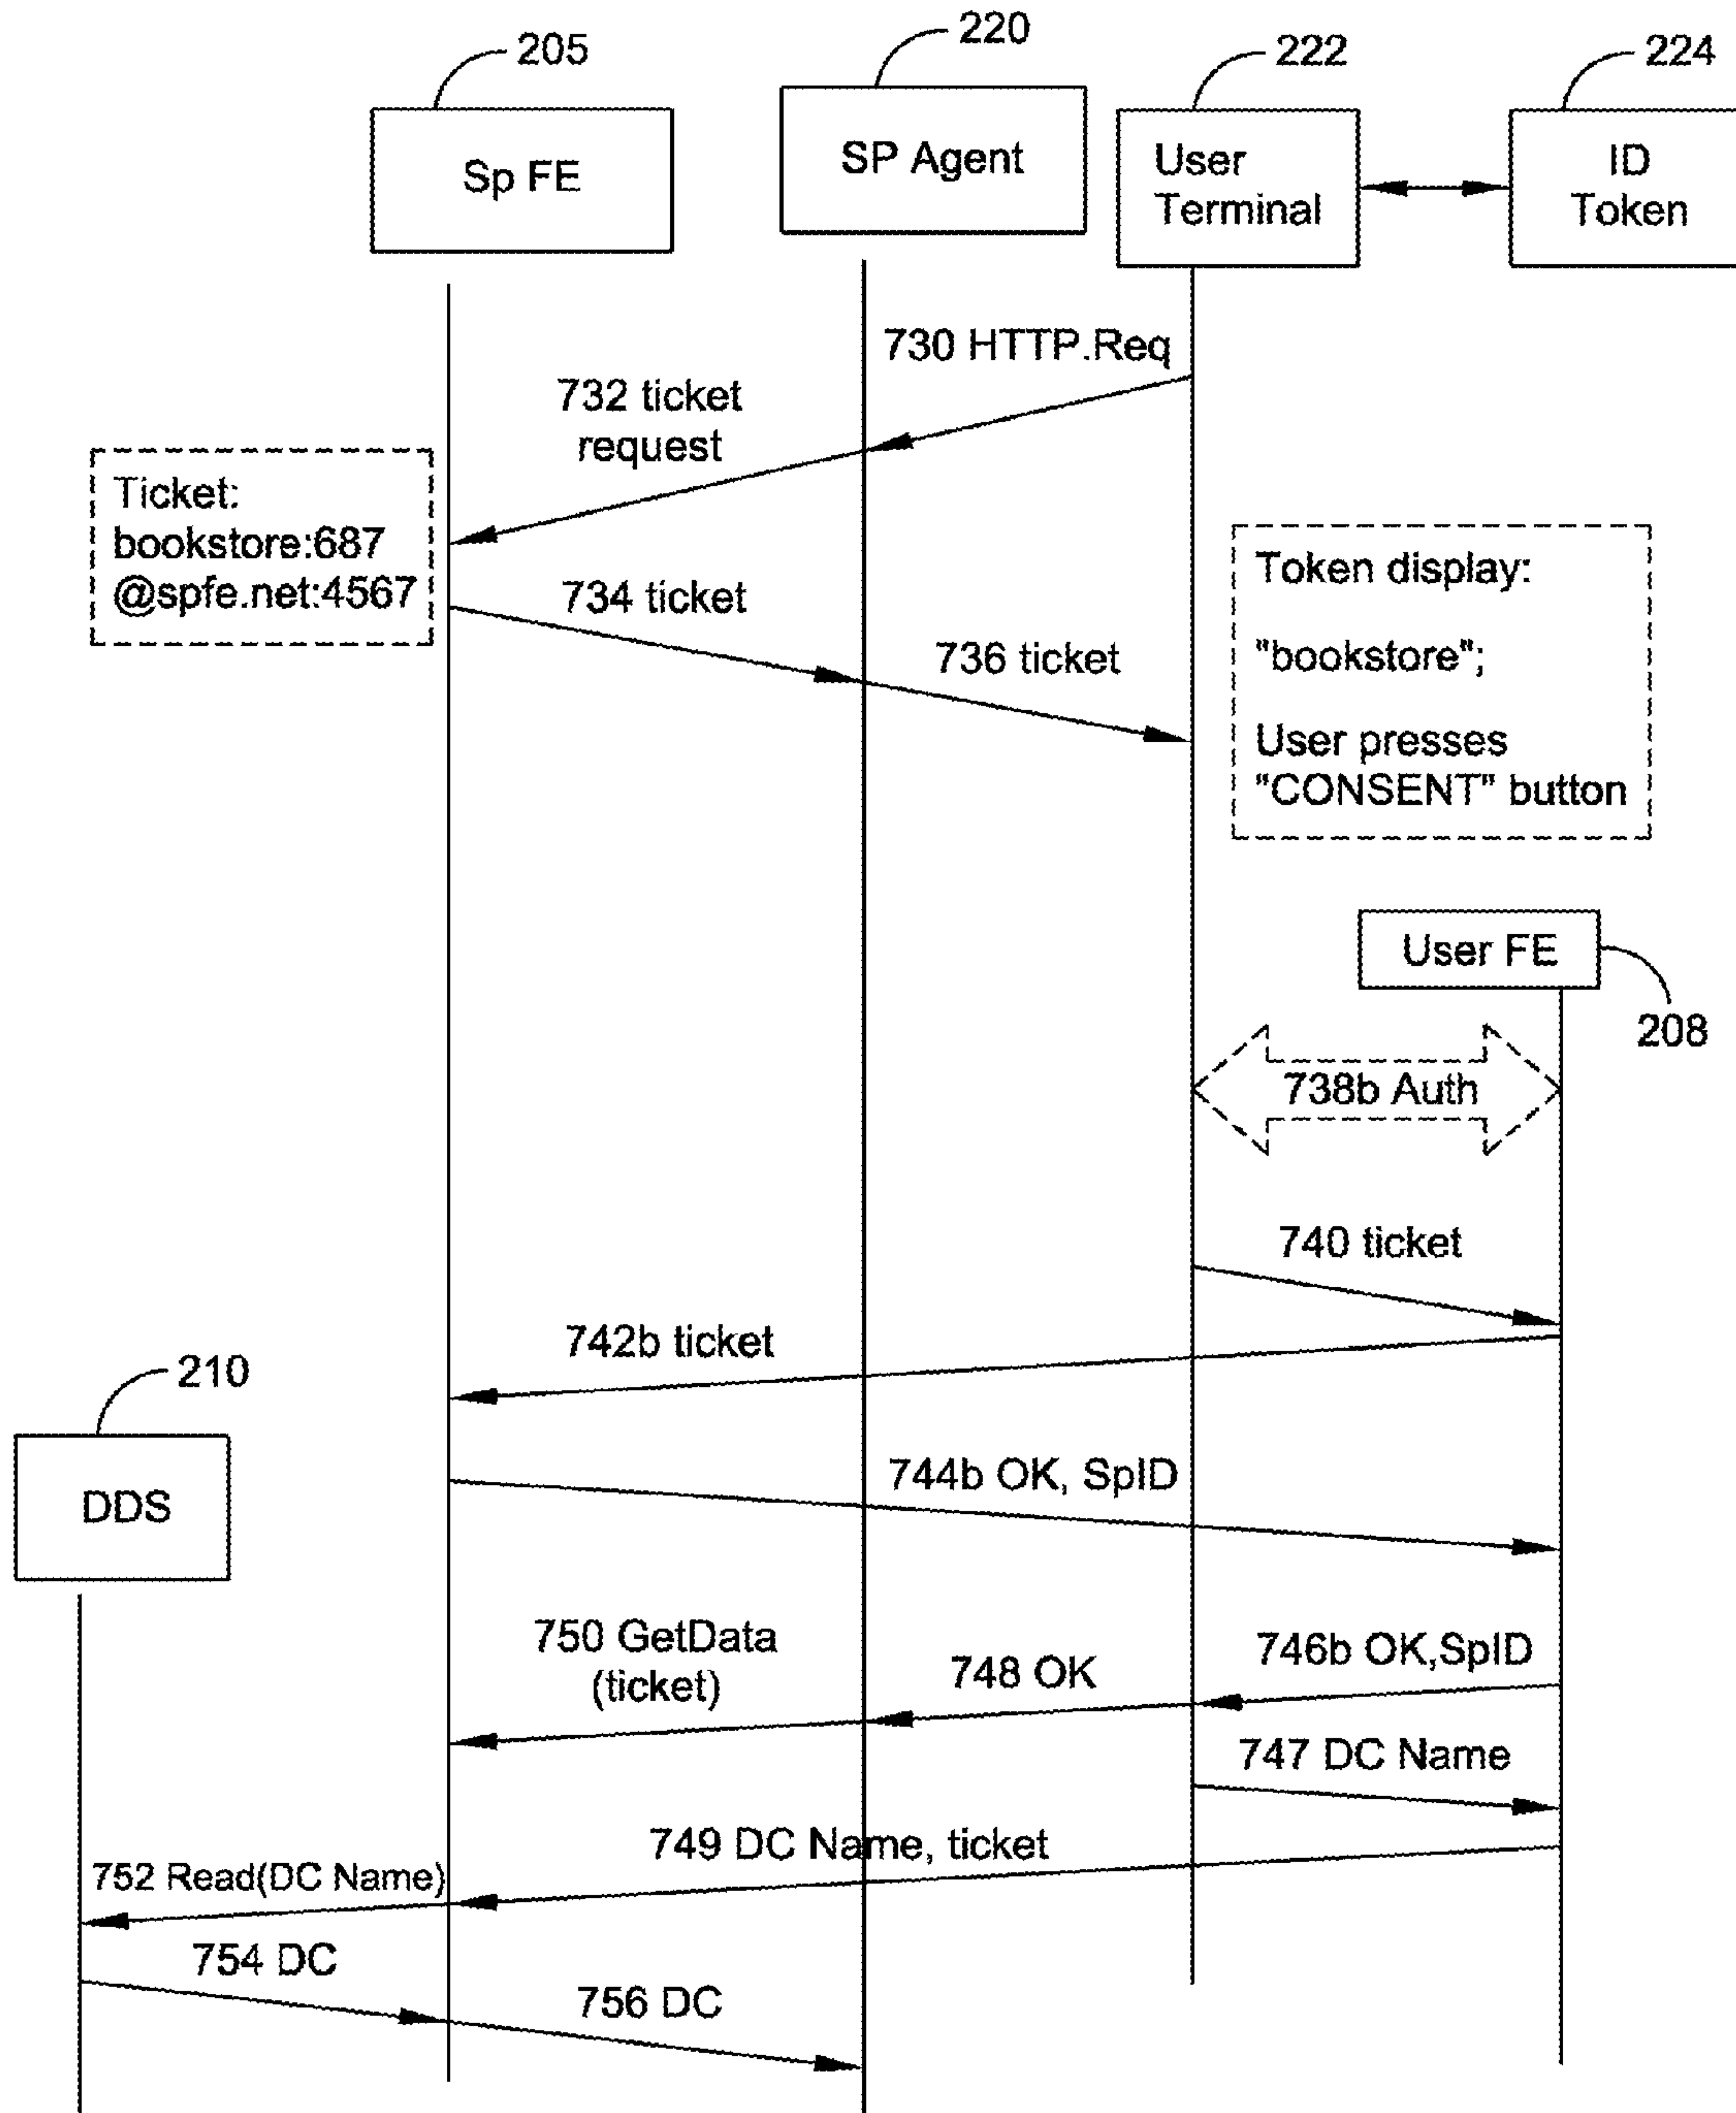 205
220
222
224
Sp FE
SP Agent
User
Terminal
ID
Token
730 HTTP.Req
732 ticket
request
Ticket:
bookstore:687
@spfe.net:4567
734 ticket
736 ticket
Token display:
"bookstore";
User presses
"CONSENT" button
User FE
208
738b Auth
740 ticket
742b ticket
210
DDS
744b OK, SpID
750 GetData
(ticket)
748 OK
746b OK,SpID
747 DC Name
749 DC Name, ticket
752 Read(DC Name)
754 DC
756 DC